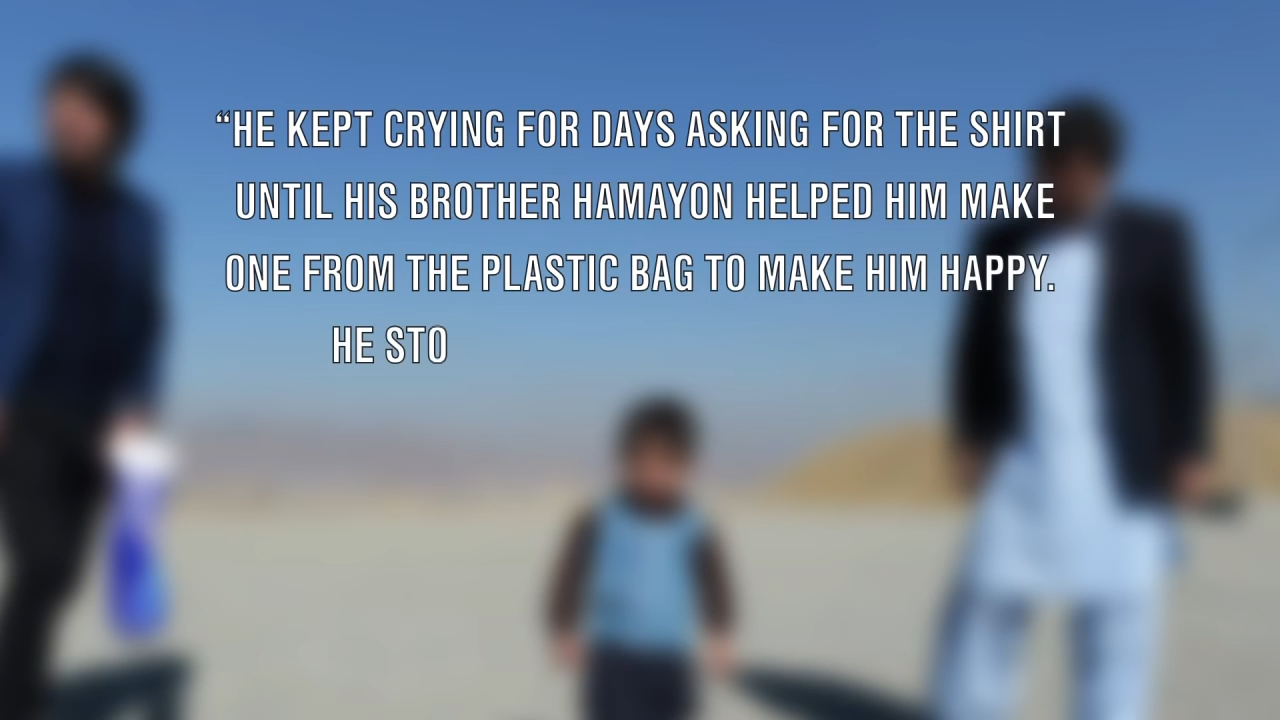 “HE KEPT CRYING FOR DAYS ASKING FOR THE SHIRT
UNTIL HIS BROTHER HAMAYON HELPED HIM MAKE
ONE FROM THE PLASTIC BAG TO MAKE HIM HAPPY.
HE STO